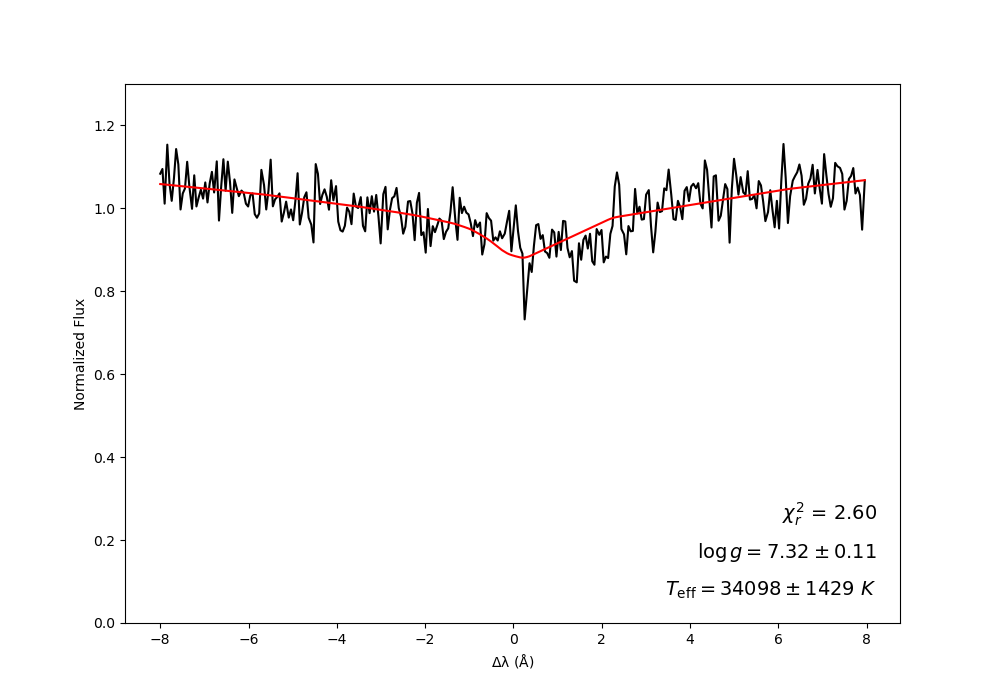 1.2
1.0
0.8
0.6
0.4
0.2
0.0
Normalized Flux
χ²ᵣ = 2.60
log g = 7.32 ± 0.11
T_eff = 34098 ± 1429 K
−8 −6 −4 −2 0 2 4 6 8
Δλ (Å)